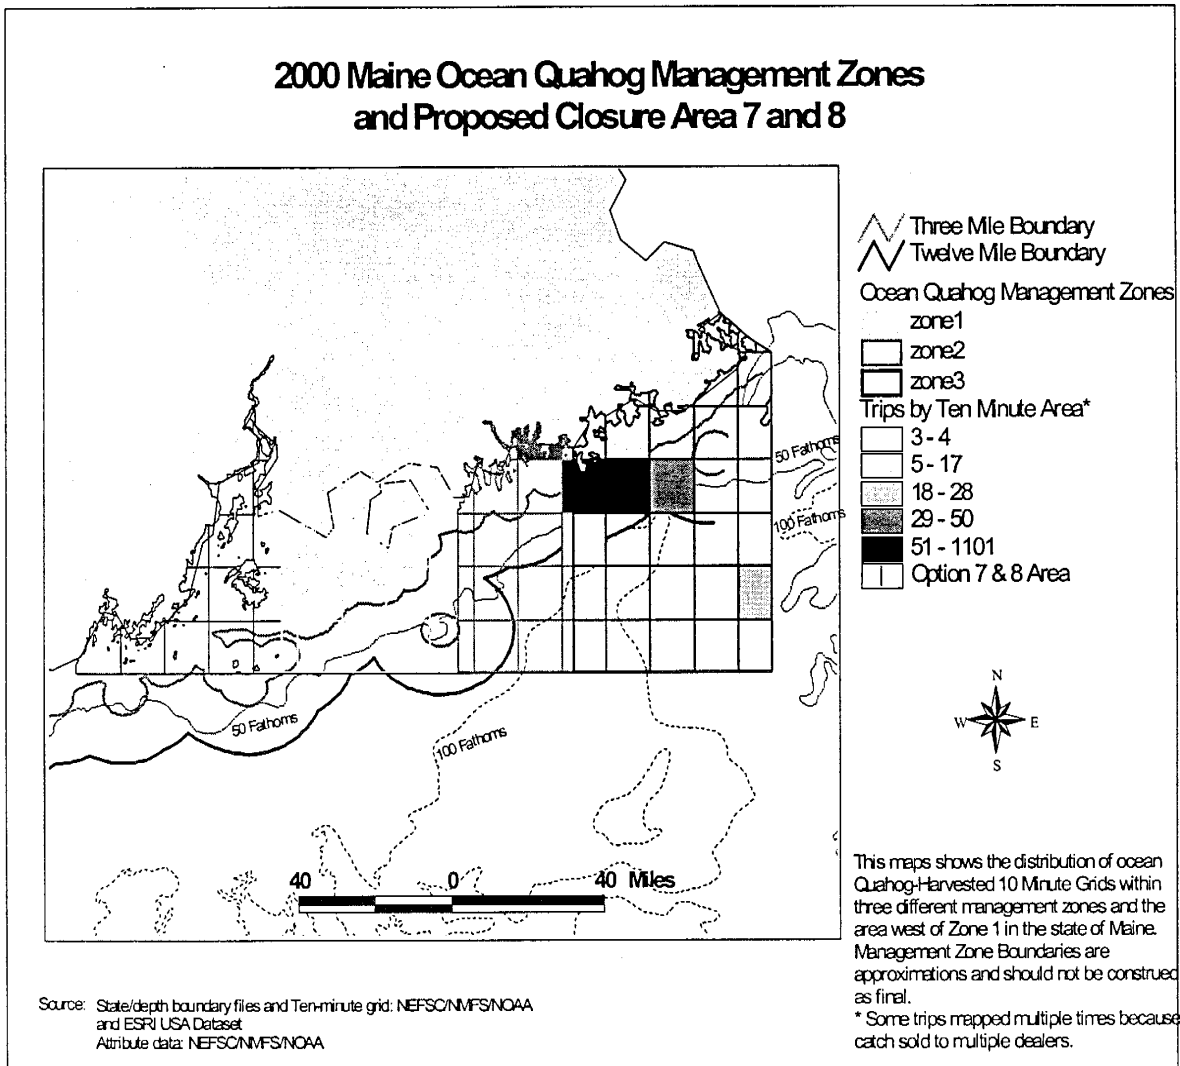 2000 Maine Ocean Quahog Management Zones
and Proposed Closure Area 7 and 8
Three Mile Boundary
Twelve Mile Boundary
Ocean Quahog Management Zones
zone1
zone2
zone3
Trips by Ten Minute Area*
3 - 4
5 - 17
18 - 28
29 - 50
51 - 1101
Option 7 & 8 Area
50 Fathoms
100 Fathoms
50 Fathoms
100 Fathoms
N
W E
S
40 0 40 Miles
This maps shows the distribution of ocean
Quahog-Harvested 10 Minute Grids within
three different management zones and the
area west of Zone 1 in the state of Maine.
Management Zone Boundaries are
approximations and should not be construed
as final.
* Some trips mapped multiple times because
catch sold to multiple dealers.
Source: State/depth boundary files and Ten-minute grid: NEFSC/NMFS/NOAA
and ESRI USA Dataset
Attribute data: NEFSC/NMFS/NOAA